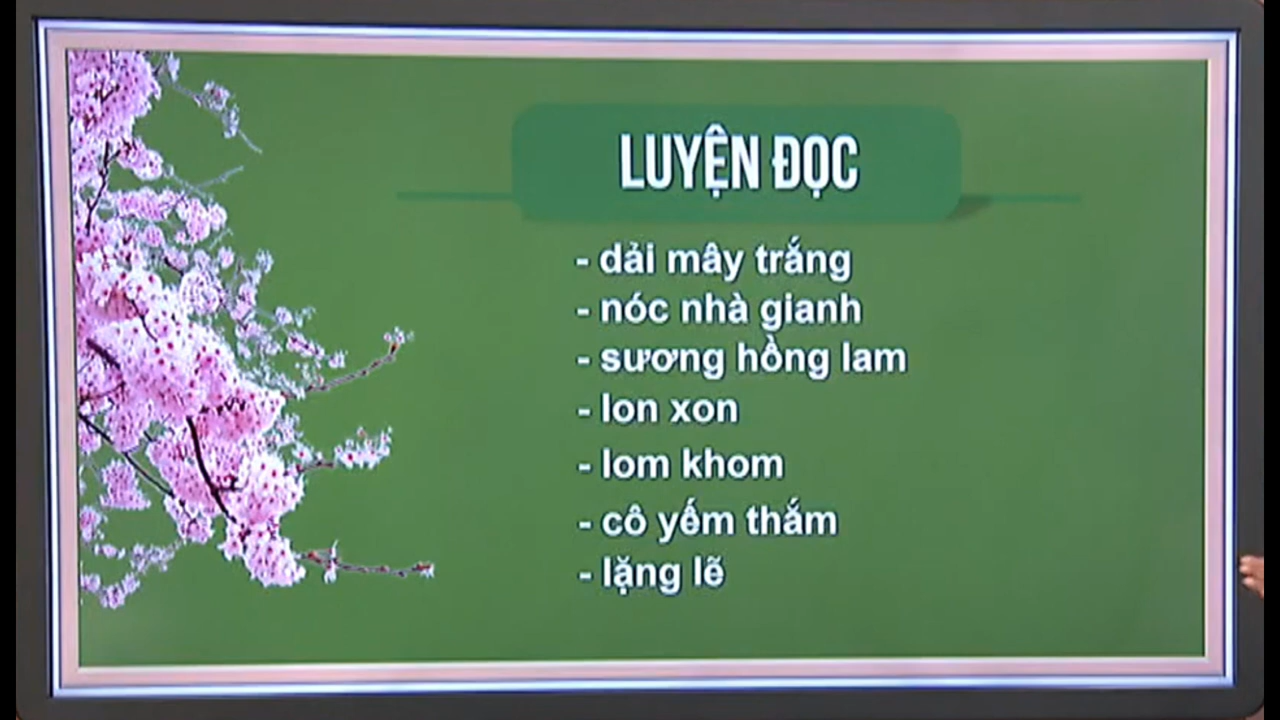 LUYỆN ĐỌC
- dải mây trắng
- nóc nhà gianh
- sương hồng lam
- lon xon
- lom khom
- cô yếm thắm
- lặng lẽ